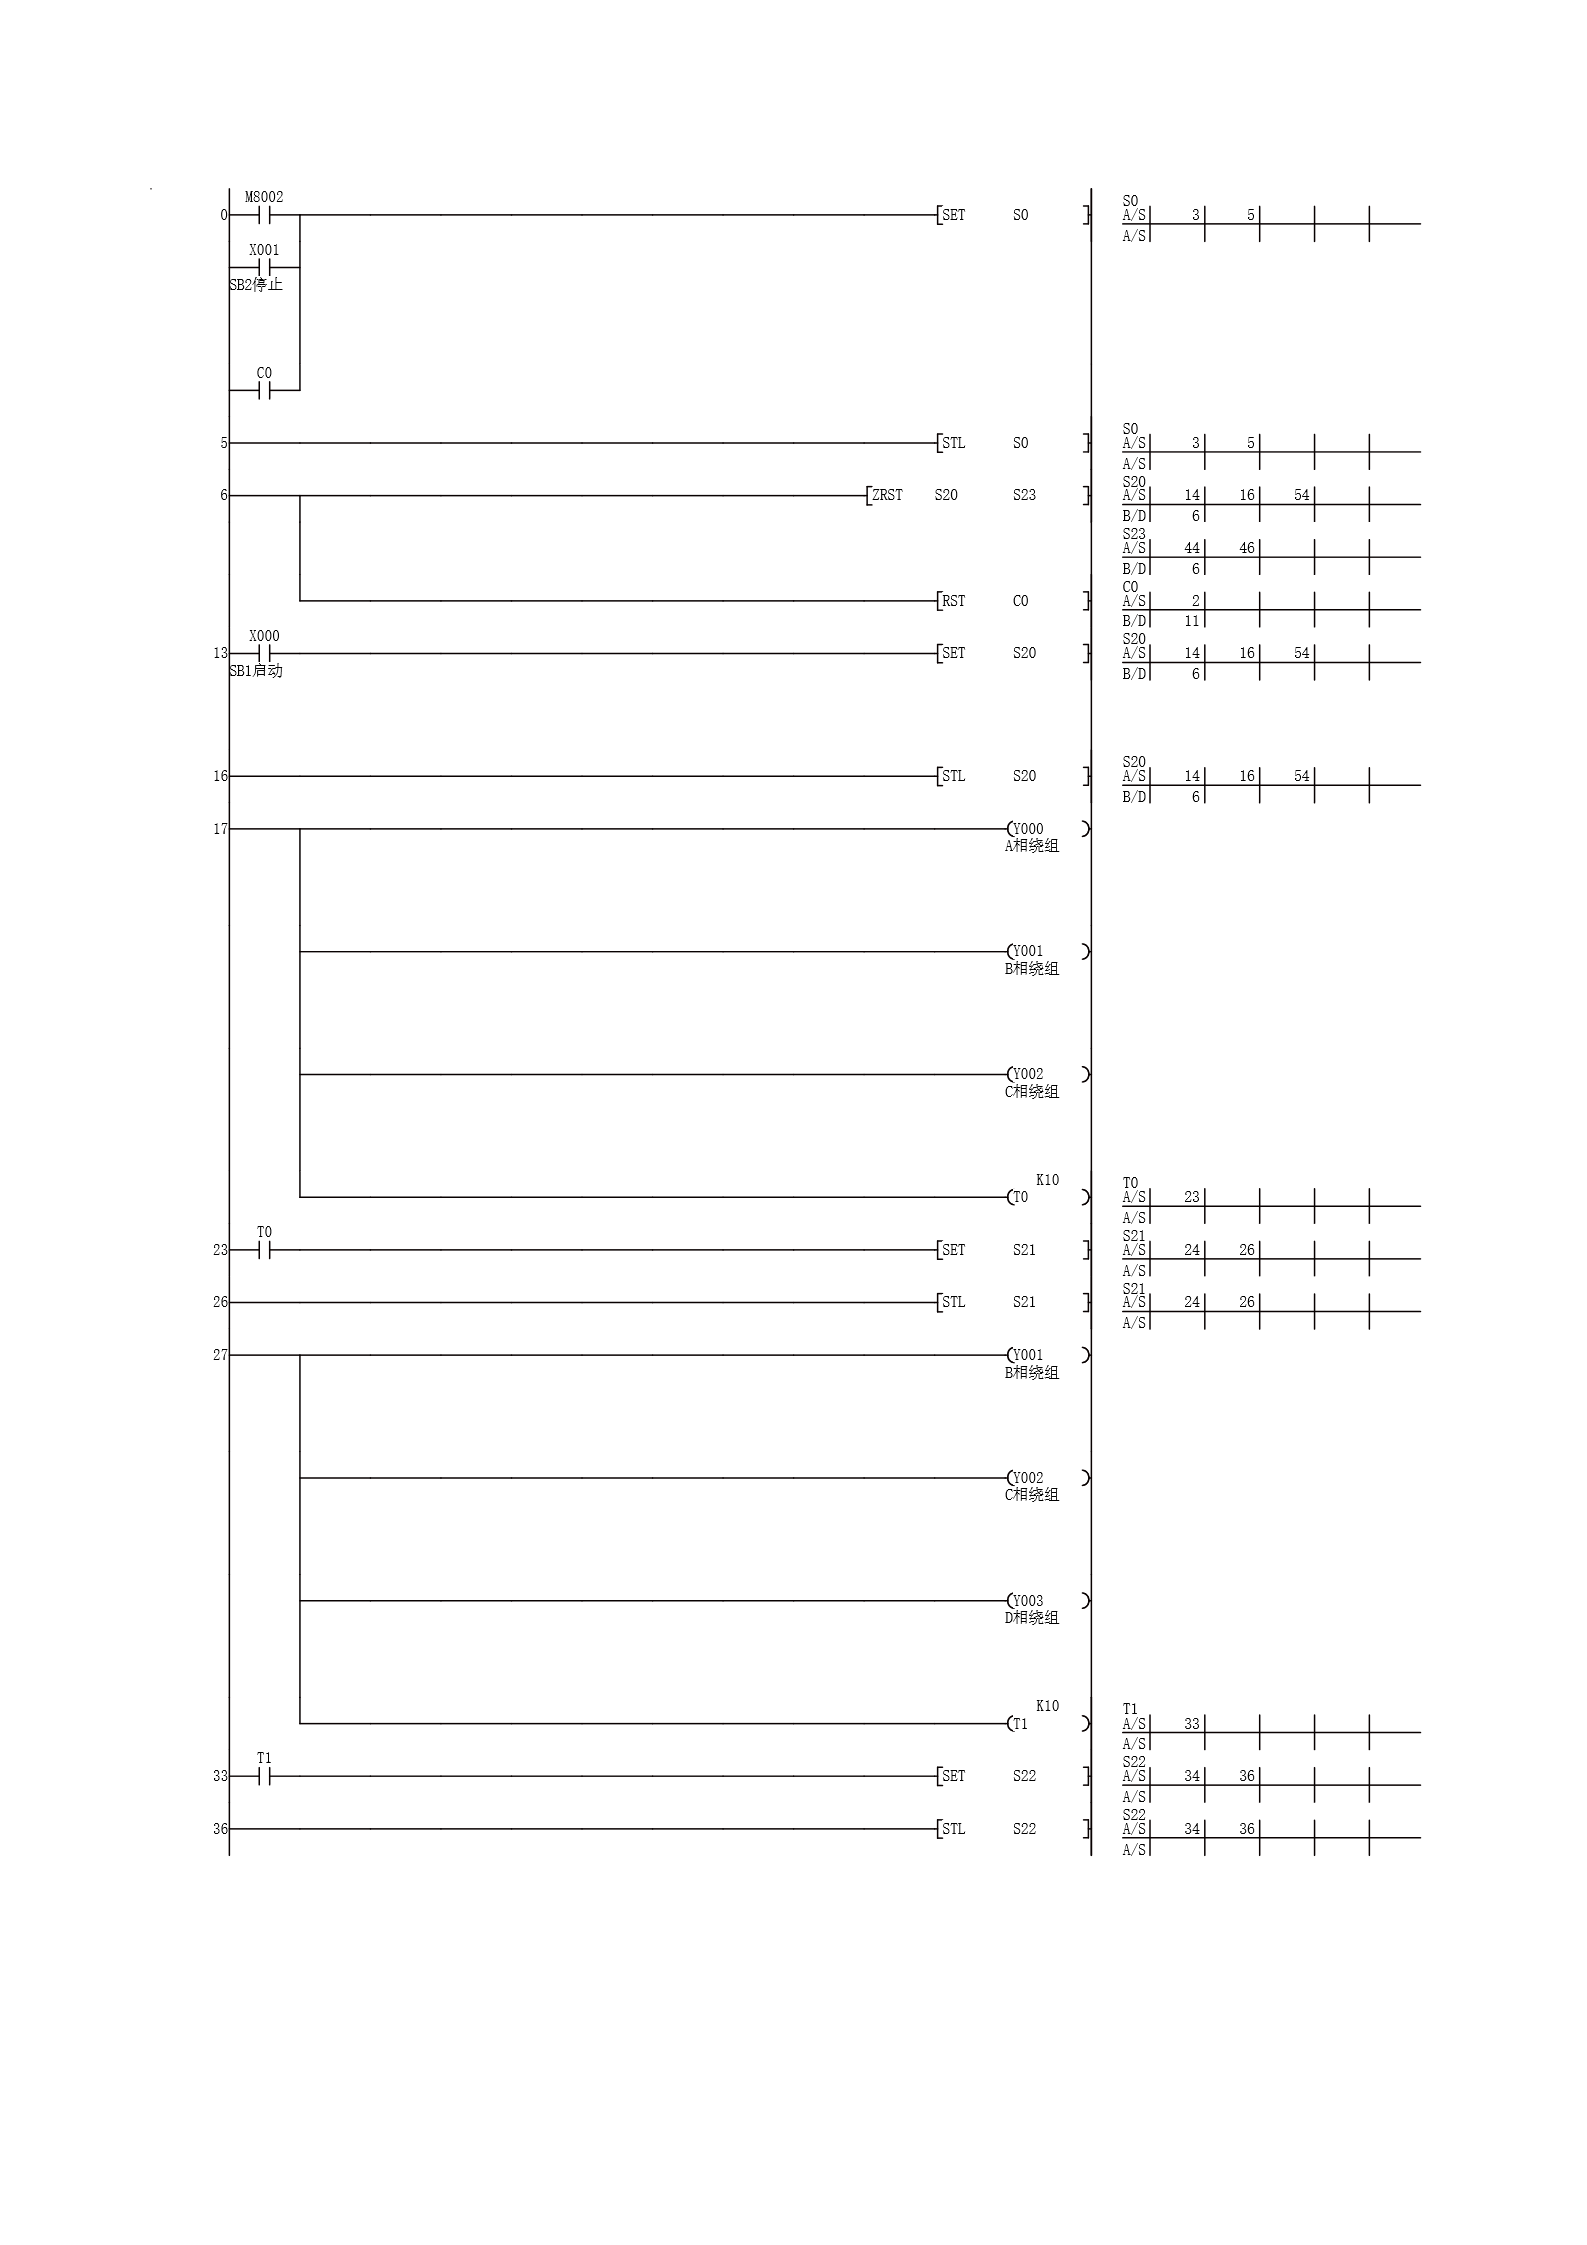 M8002
0 SET S0
S0
A/S 3 5
A/S
X001
SB2停止
C0
5 STL S0
S0
A/S 3 5
A/S
6 ZRST S20 S23
S20
A/S 14 16 54
B/D 6
S23
A/S 44 46
B/D 6
RST C0
C0
A/S 2
B/D 11
X000
13 SET S20
SB1启动
S20
A/S 14 16 54
B/D 6
16 STL S20
S20
A/S 14 16 54
B/D 6
17 Y000
A相绕组
Y001
B相绕组
Y002
C相绕组
K10
T0
T0
A/S 23
A/S
T0
23 SET S21
S21
A/S 24 26
A/S
26 STL S21
S21
A/S 24 26
A/S
27 Y001
B相绕组
Y002
C相绕组
Y003
D相绕组
K10
T1
T1
A/S 33
A/S
T1
33 SET S22
S22
A/S 34 36
A/S
36 STL S22
S22
A/S 34 36
A/S